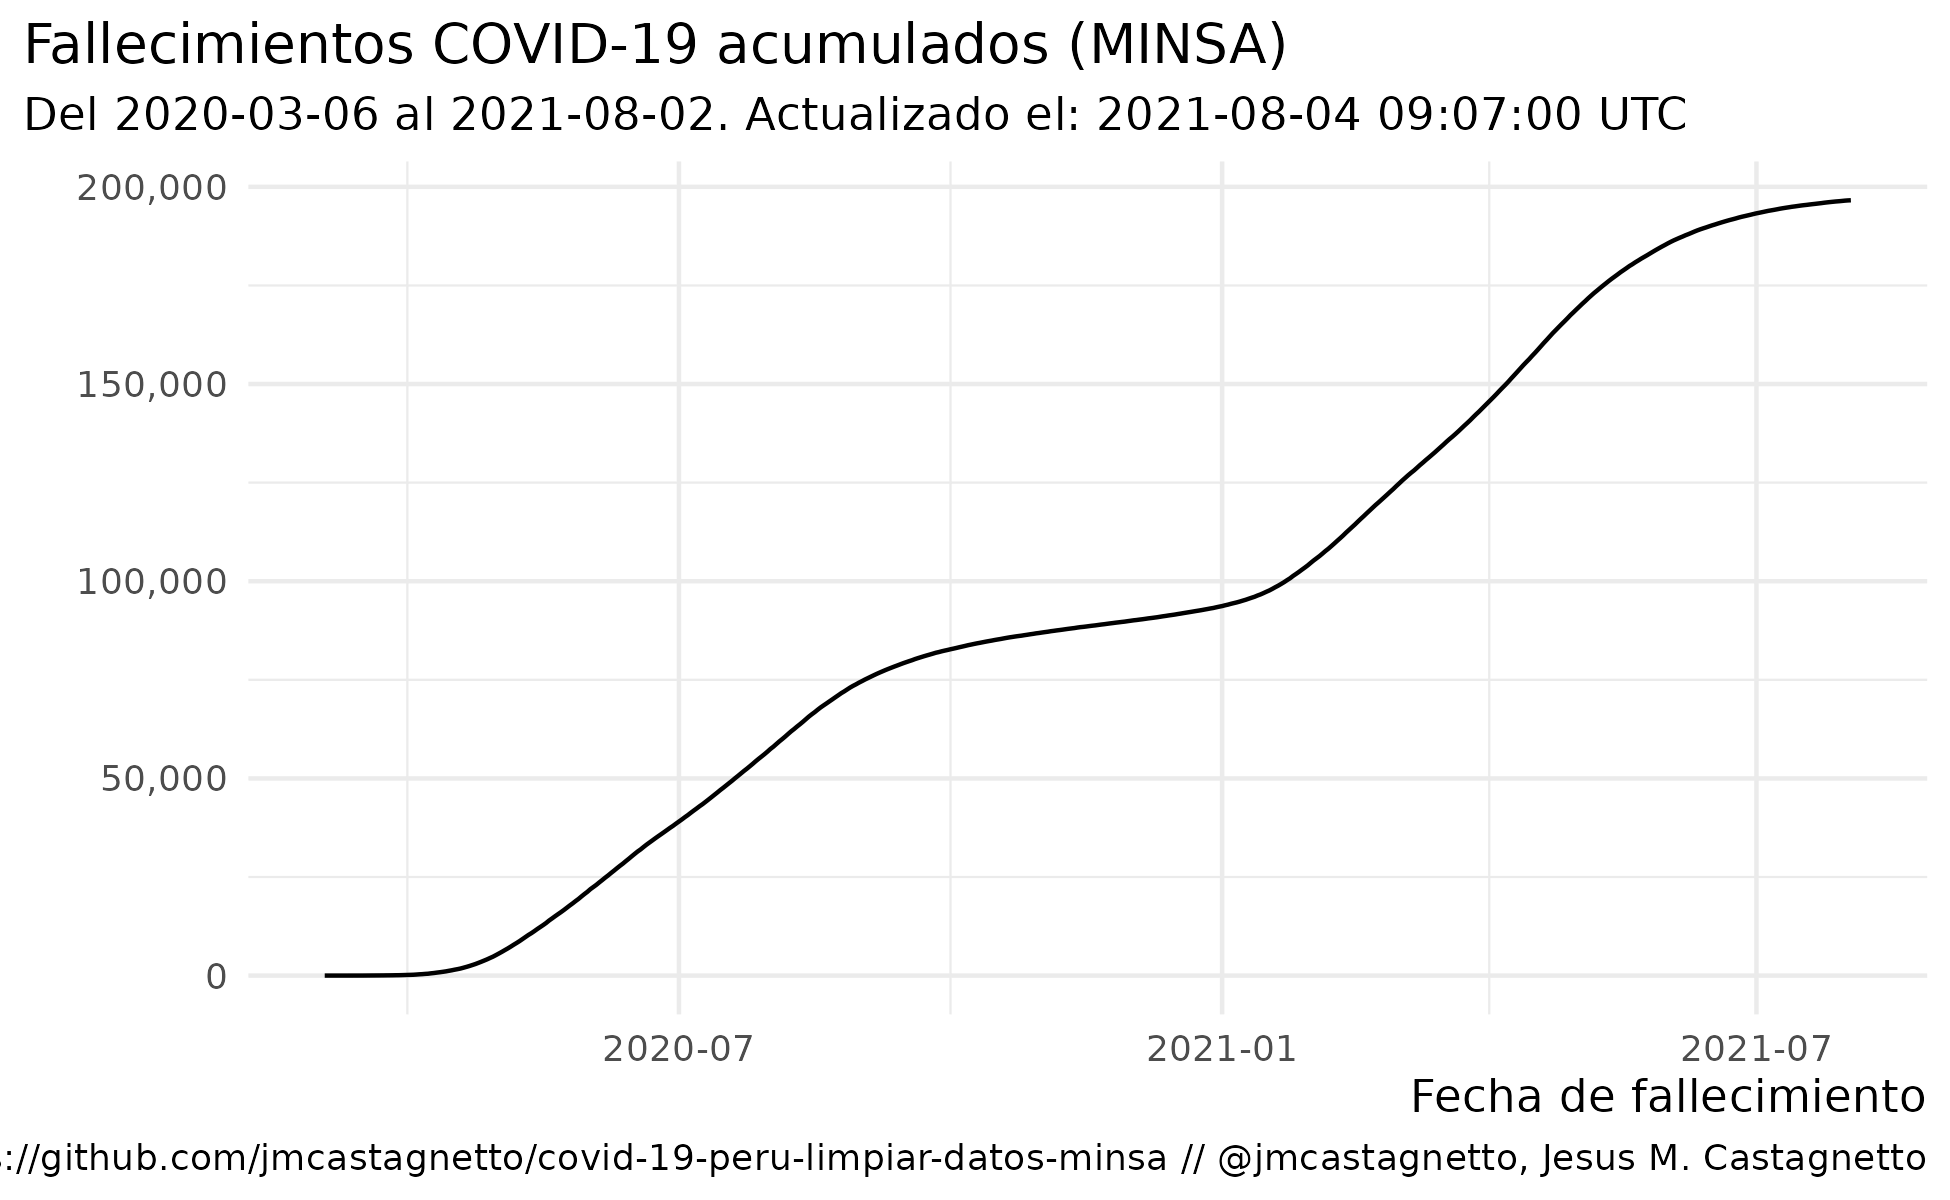 Fallecimientos COVID-19 acumulados (MINSA)
Del 2020-03-06 al 2021-08-02. Actualizado el: 2021-08-04 09:07:00 UTC
200,000
150,000
100,000
50,000
0
2020-07 2021-01 2021-07
Fecha de fallecimiento
://github.com/jmcastagnetto/covid-19-peru-limpiar-datos-minsa // @jmcastagnetto, Jesus M. Castagnetto